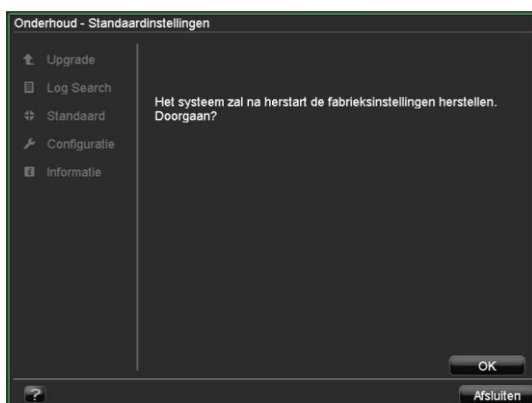 Onderhoud - Standaardinstellingen
Upgrade
Log Search
Standaard
Configuratie
Informatie
Het systeem zal na herstart de fabrieksinstellingen herstellen.
Doorgaan?
OK
?
Afsluiten